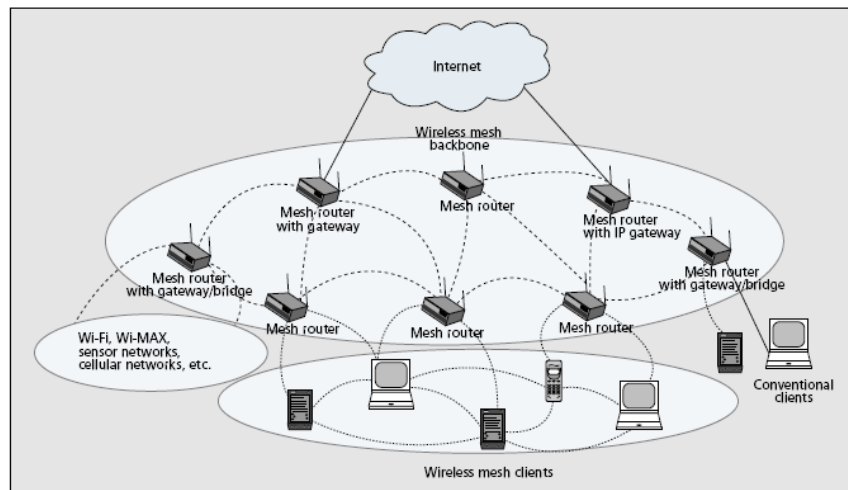 Internet
Wireless mesh
backbone
Mesh router
with gateway
Mesh router
Mesh router
with IP gateway
Mesh router
with gateway/bridge
Mesh router
with gateway/bridge
Mesh router
Mesh router
Mesh router
Wi-Fi, Wi-MAX,
sensor networks,
cellular networks, etc.
Conventional
clients
Wireless mesh clients